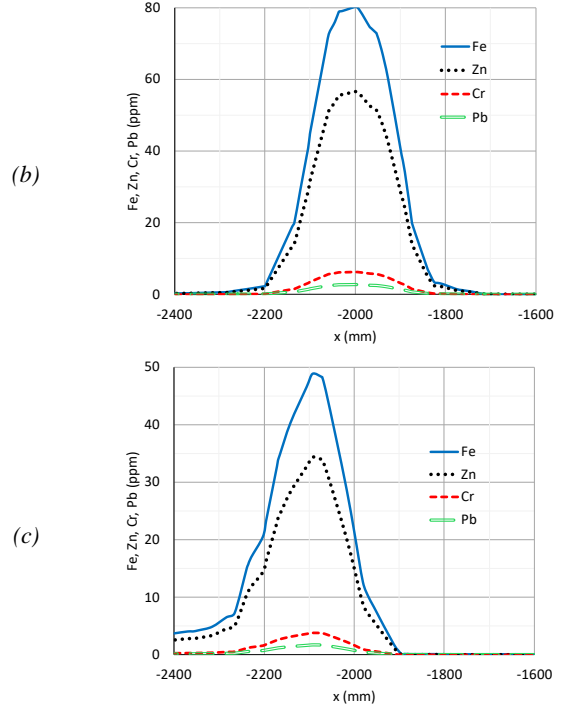 (b)
Fe, Zn, Cr, Pb (ppm)
80
60
40
20
0
-2400 -2200 -2000 -1800 -1600
x (mm)
Fe
Zn
Cr
Pb
(c)
Fe, Zn, Cr, Pb (ppm)
50
40
30
20
10
0
-2400 -2200 -2000 -1800 -1600
x (mm)
Fe
Zn
Cr
Pb